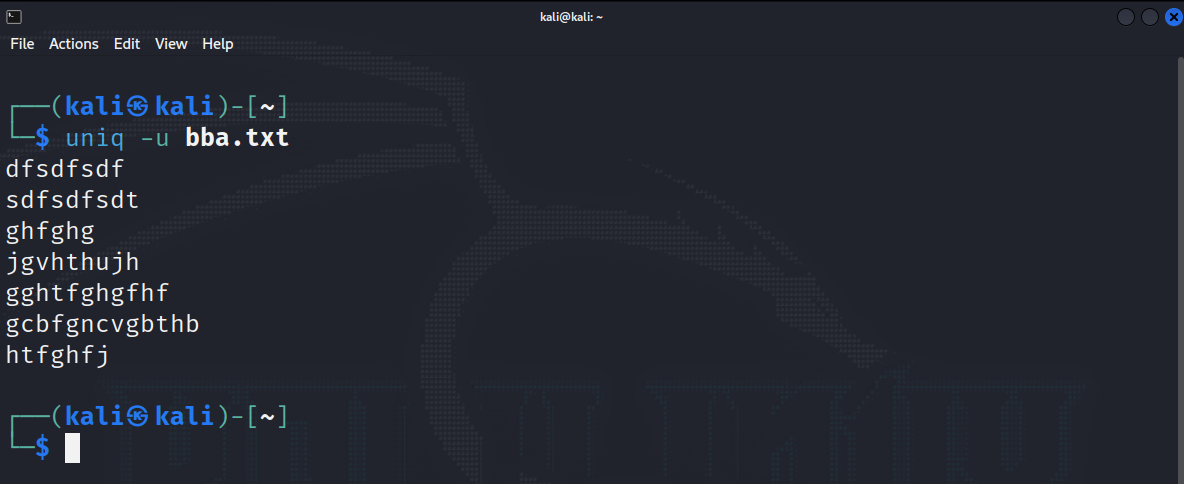 kali@kali: ~
File Actions Edit View Help
┌──(kali㉿kali)-[~]
└─$ uniq -u bba.txt
dfsdfsdf
sdfsdfsdt
ghfghg
jgvhthujh
gghtfghgfhf
gcbfgncvgbthb
htfghfj
┌──(kali㉿kali)-[~]
└─$